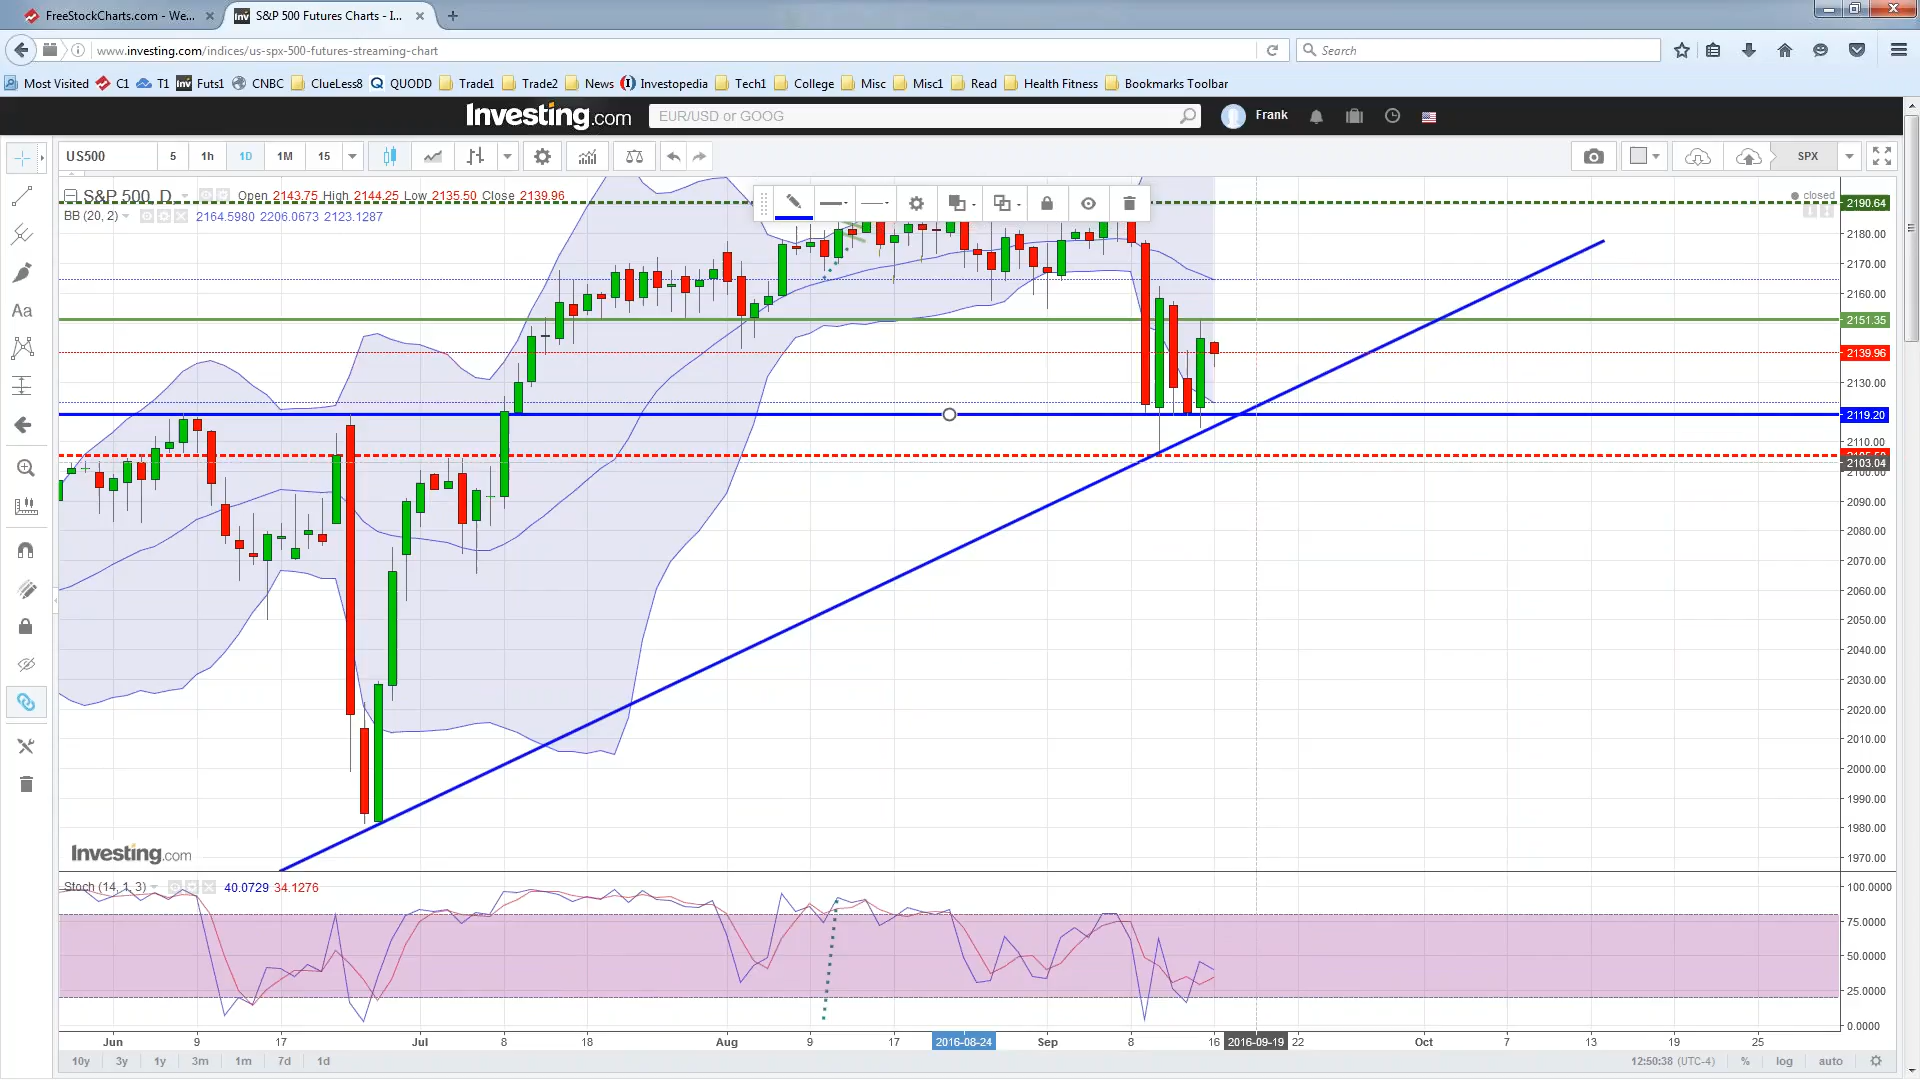 FreeStockCharts.com - We...
S&P 500 Futures Charts - I...
www.investing.com/indices/us-spx-500-futures-streaming-chart
Search
Most Visited C1 T1 Futs1 CNBC ClueLess8 QUODD Trade1 Trade2 News Investopedia Tech1 College Misc Misc1 Read Health Fitness Bookmarks Toolbar
Investing.com EUR/USD or GOOG Frank
US500 5 1h 1D 1M 15 SPX
S&P 500, D Open 2143.75 High 2144.25 Low 2135.50 Close 2139.96
closed
BB (20, 2) 2164.5980 2206.0673 2123.1287
Aa
2190.64
2180.00
2170.00
2160.00
2151.35
2139.96
2130.00
2119.20
2110.00
2103.04
2100.00
2090.00
2080.00
2070.00
2060.00
2050.00
2040.00
2030.00
2020.00
2010.00
2000.00
1990.00
1980.00
1970.00
Investing.com
Stoch (14, 1, 3) 40.0729 34.1276
100.0000
75.0000
50.0000
25.0000
0.0000
Jun 9 17 Jul 8 18 Aug 9 17 2016-08-24 Sep 8 16 2016-09-19 22 Oct 7 13 19 25
10y 3y 1y 3m 1m 7d 1d 12:50:38 (UTC-4) % log auto